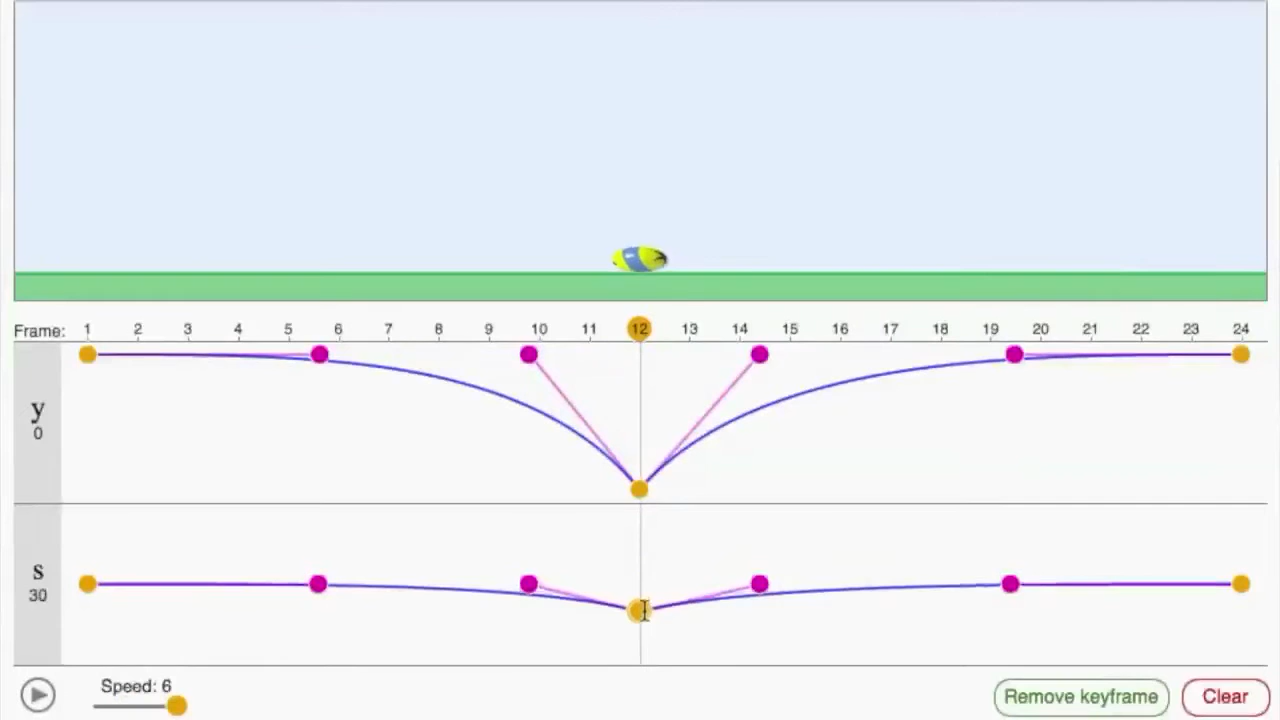 Frame: 1 2 3 4 5 6 7 8 9 10 11 12 13 14 15 16 17 18 19 20 21 22 23 24
y
0
s
30
Speed: 6
Remove keyframe
Clear